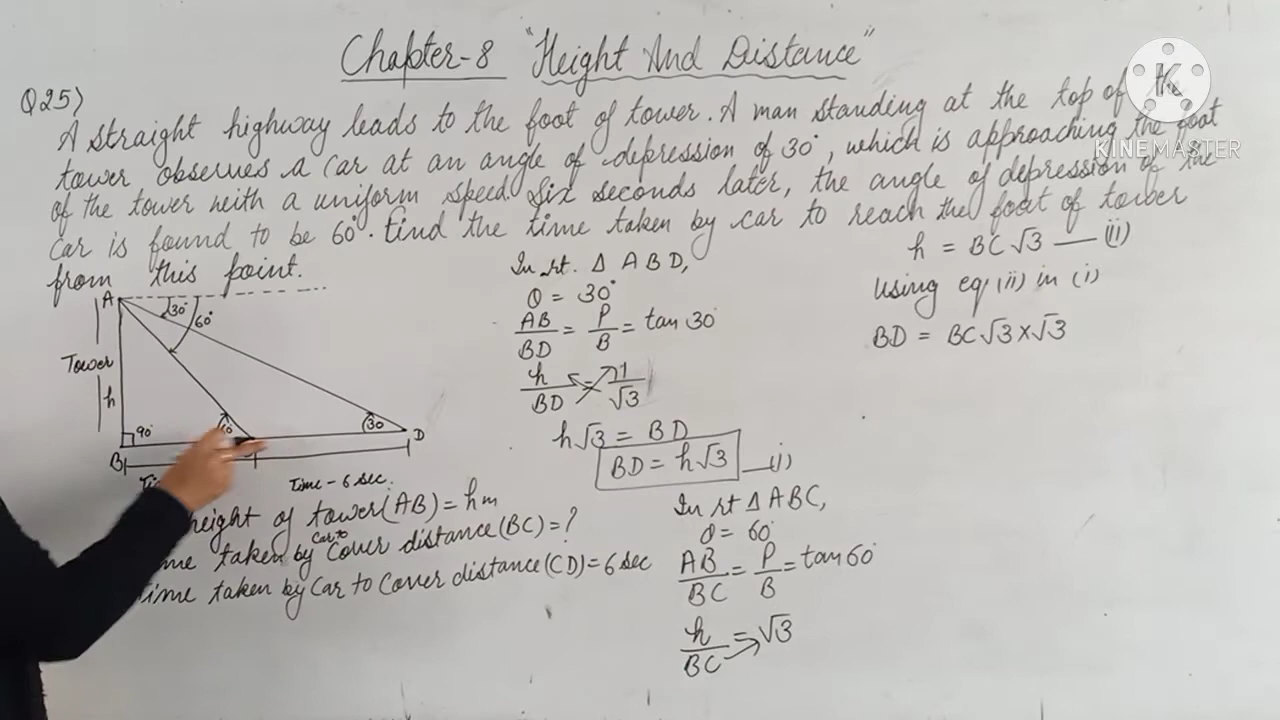 Chapter-8 "Height And Distance"
Q25)
A straight highway leads to the foot of tower. A man standing at the top of the
tower observes a car at an angle of depression of 30°, which is approaching the foot
of the tower with a uniform speed. Six seconds later, the angle of depression of the
car is found to be 60°. Find the time taken by car to reach the foot of tower
from this point.
K
KINEMASTER
A
30°
60°
Tower
h
90°
30
D
B
Time - 6 sec.
height of tower (AB) = hm
taken by car to cover distance (BC) = ?
Time taken by car to cover distance (CD) = 6 sec
In rt. Δ ABD,
θ = 30°
AB/BD = P/B = tan 30°
h/BD = 1/√3
h√3 = BD
BD = h√3 — (i)
In rt Δ ABC,
θ = 60°
AB/BC = P/B = tan 60°
h/BC = √3
h = BC√3 — (ii)
Using eq. (ii) in (i)
BD = BC√3 × √3